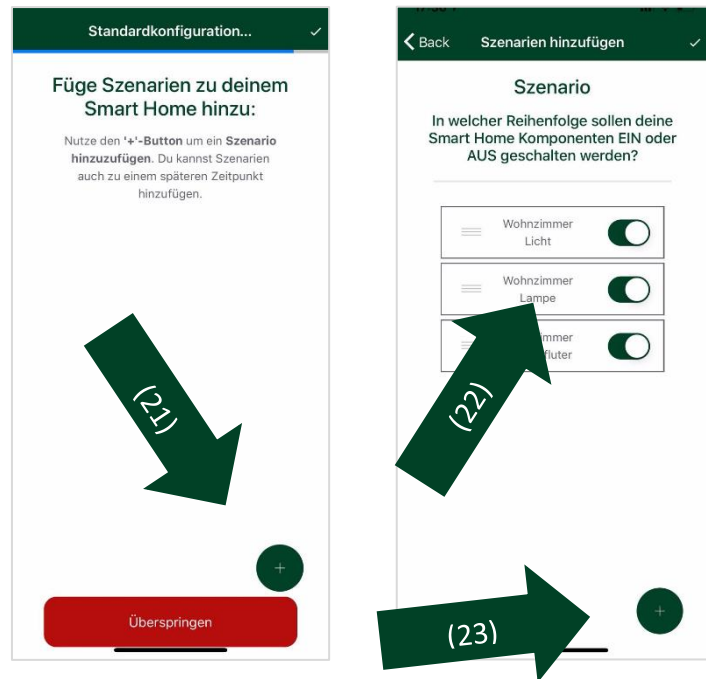 Standardkonfiguration...
Füge Szenarien zu deinem
Smart Home hinzu:
Nutze den '+'-Button um ein Szenario
hinzuzufügen. Du kannst Szenarien
auch zu einem späteren Zeitpunkt
hinzufügen.
(21)
+
Überspringen
Back
Szenarien hinzufügen
Szenario
In welcher Reihenfolge sollen deine
Smart Home Komponenten EIN oder
AUS geschalten werden?
Wohnzimmer
Licht
Wohnzimmer
Lampe
(22)
+
(23)